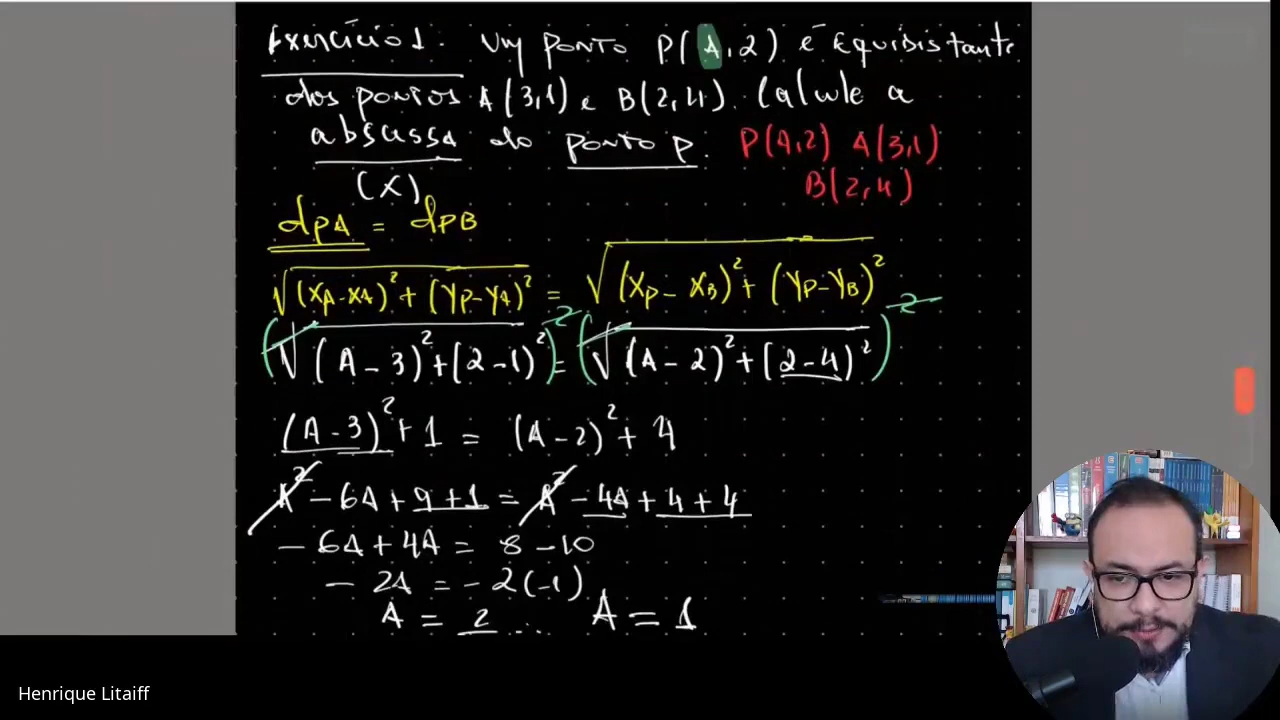 Exercício 1: Um ponto P(A,2) é equidistante
dos pontos A(3,1) e B(2,4). Calcule a
abscissa do ponto P. P(A,2) A(3,1)
(X) B(2,4)
dPA = dPB
√(XA-XA)²+(YP-YA)² = √(XP-XB)²+(YP-YB)²
(√(A-3)²+(2-1)²)² = (√(A-2)²+(2-4)²)²
(A-3)²+1 = (A-2)²+4
A²-6A+9+1 = A²-4A+4+4
-6A+4A = 8-10
-2A = -2(-1)
A = 2 ... A = 1
Henrique Litaiff